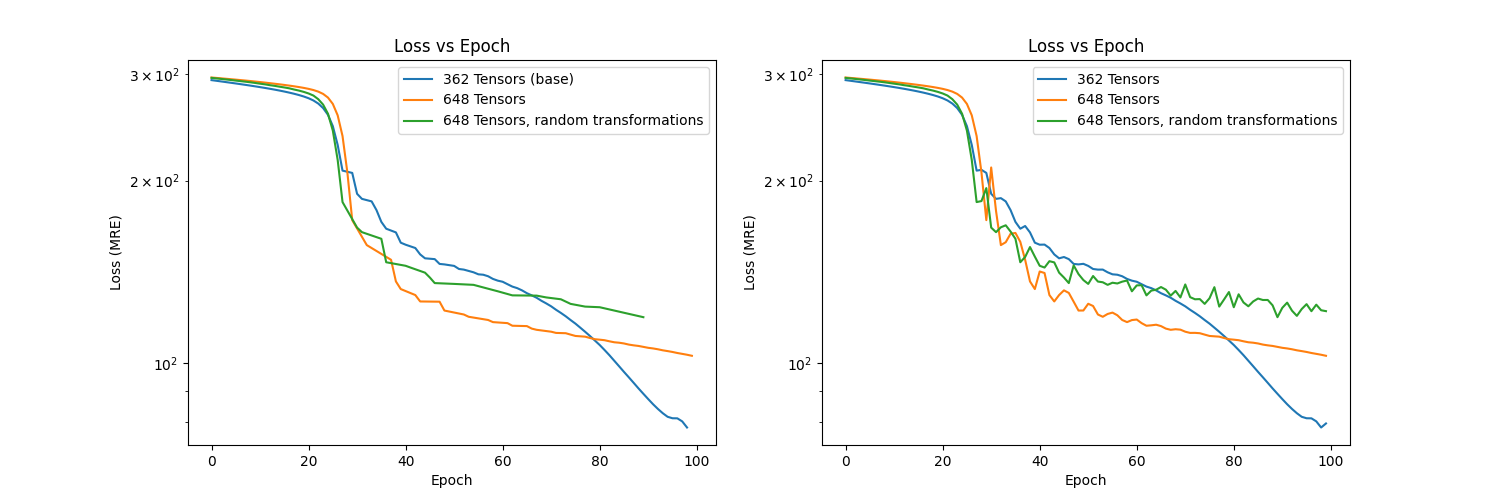 Loss vs Epoch
362 Tensors (base)
648 Tensors
648 Tensors, random transformations
3 × 10²
2 × 10²
10²
Loss (MRE)
0 20 40 60 80 100
Epoch
Loss vs Epoch
362 Tensors
648 Tensors
648 Tensors, random transformations
3 × 10²
2 × 10²
10²
Loss (MRE)
0 20 40 60 80 100
Epoch